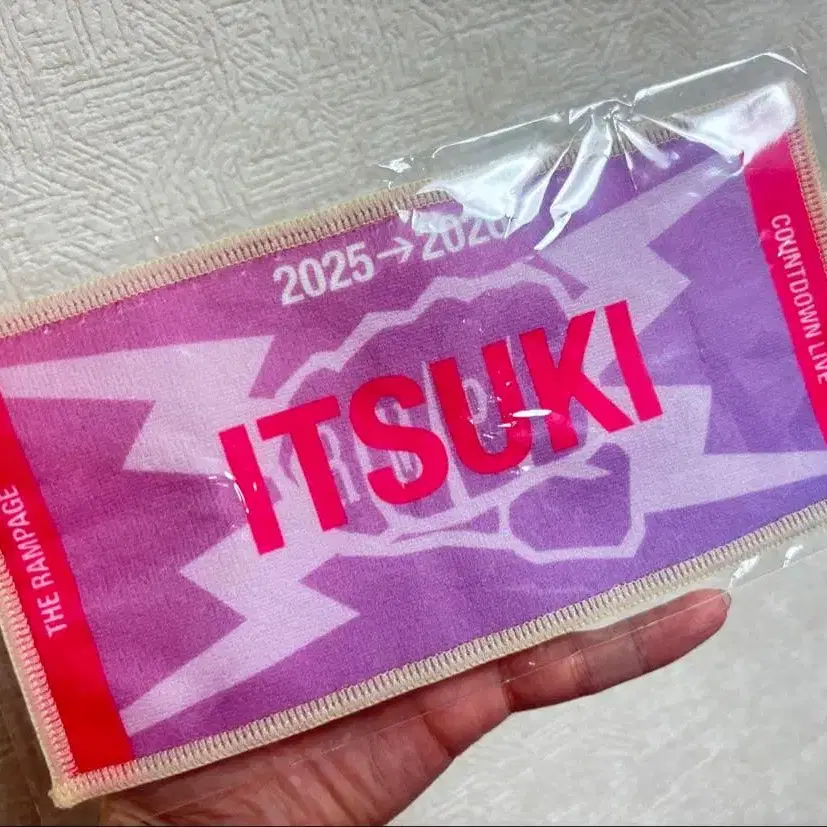 2025→2026
ITSUKI
THE RAMPAGE
COUNTDOWN LIVE